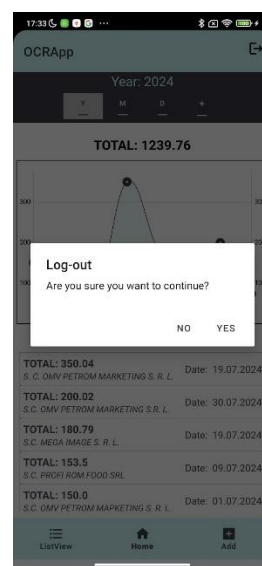 17:33
OCRApp
Year: 2024
Y M D +
TOTAL: 1239.76
300
200
100
Log-out
Are you sure you want to continue?
NO YES
TOTAL: 350.04
S. C. OMV PETROM MARKETING S. R. L. Date: 19.07.2024
TOTAL: 200.02
S.C. OMV PETROM MARKETING S.R. L. Date: 30.07.2024
TOTAL: 180.79
S.C. MEGA IMAGE S. R. L. Date: 19.07.2024
TOTAL: 153.5
S.C. PROFI ROM FOOD SRL Date: 09.07.2024
TOTAL: 150.0
S.C. OMV PETROM MAPKETING S. R. L. Date: 01.07.2024
ListView Home Add